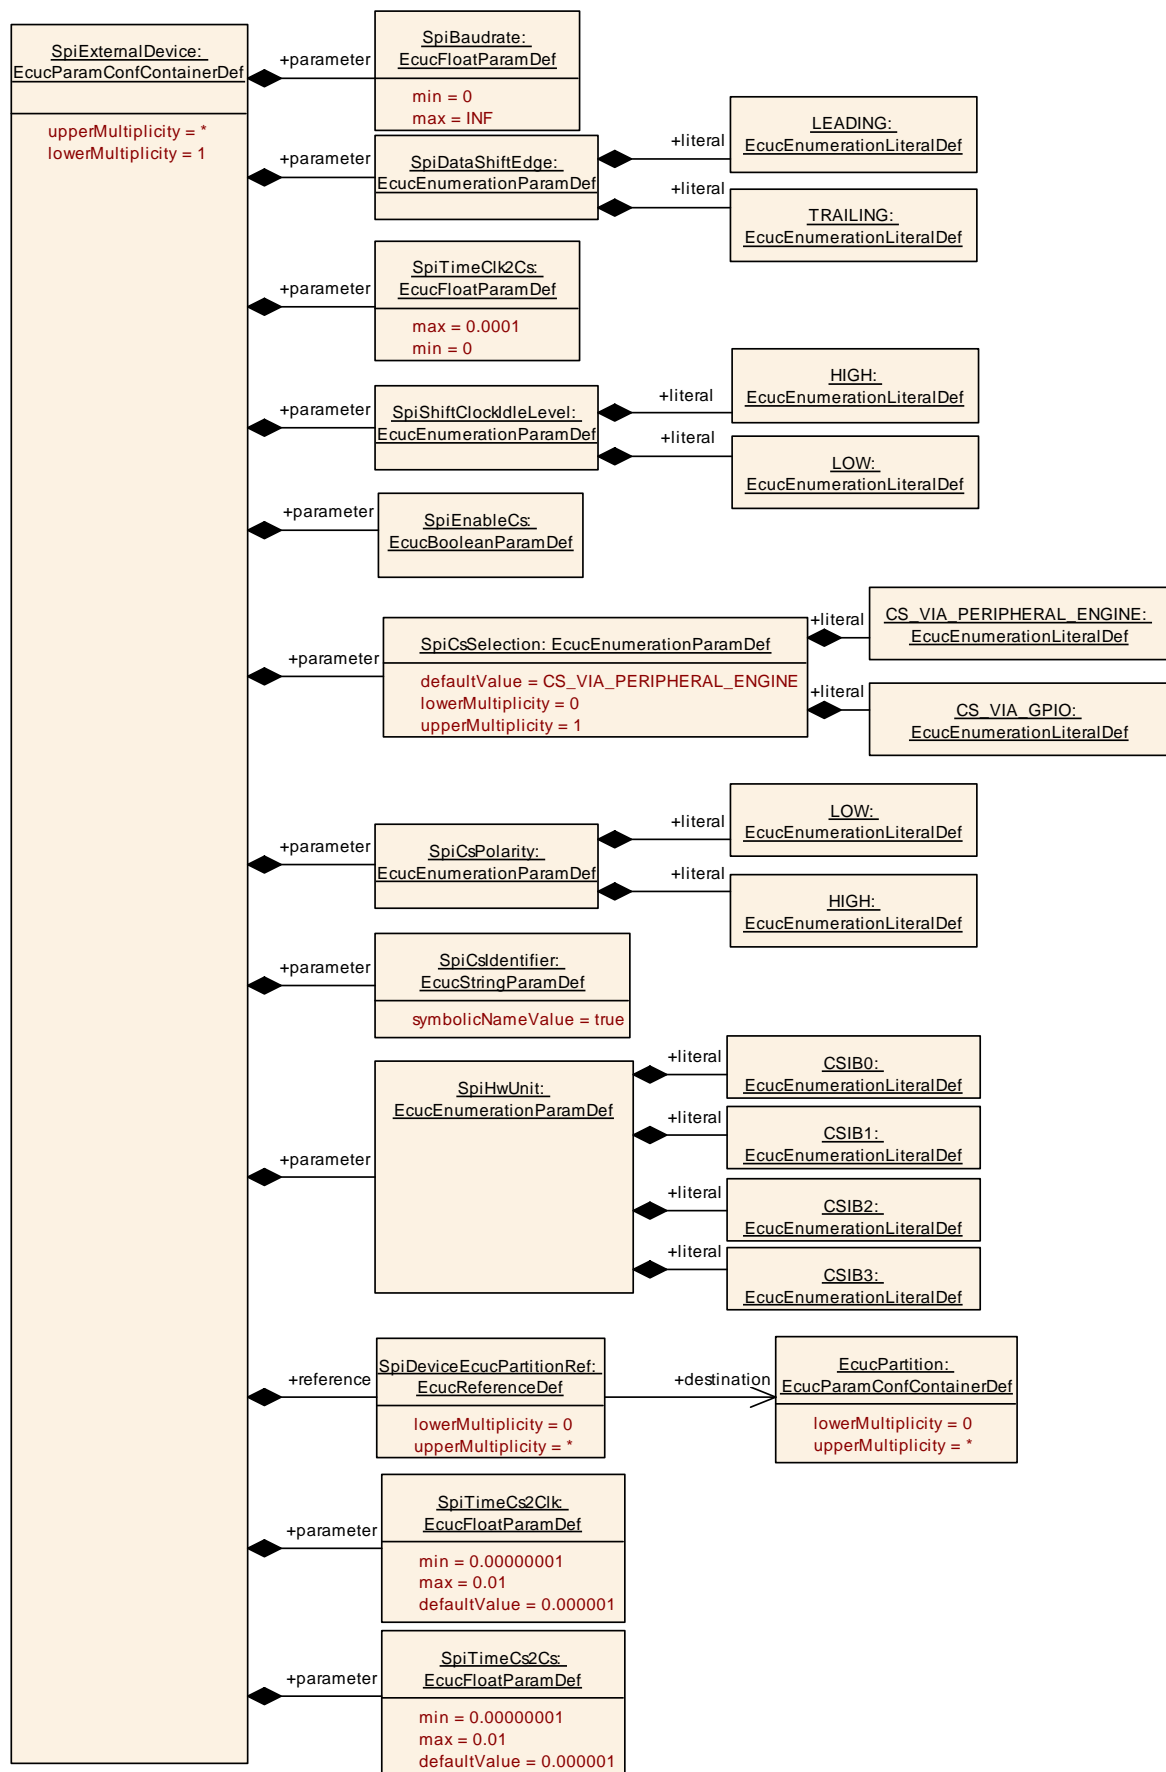 SpiExternalDevice:
EcucParamConfContainerDef
upperMultiplicity = *
lowerMultiplicity = 1
+parameter
SpiBaudrate:
EcucFloatParamDef
min = 0
max = INF
+parameter
SpiDataShiftEdge:
EcucEnumerationParamDef
+literal
LEADING:
EcucEnumerationLiteralDef
+literal
TRAILING:
EcucEnumerationLiteralDef
+parameter
SpiTimeClk2Cs:
EcucFloatParamDef
max = 0.0001
min = 0
+parameter
SpiShiftClockIdleLevel:
EcucEnumerationParamDef
+literal
HIGH:
EcucEnumerationLiteralDef
+literal
LOW:
EcucEnumerationLiteralDef
+parameter
SpiEnableCs:
EcucBooleanParamDef
+parameter
SpiCsSelection: EcucEnumerationParamDef
defaultValue = CS_VIA_PERIPHERAL_ENGINE
lowerMultiplicity = 0
upperMultiplicity = 1
+literal
CS_VIA_PERIPHERAL_ENGINE:
EcucEnumerationLiteralDef
+literal
CS_VIA_GPIO:
EcucEnumerationLiteralDef
+parameter
SpiCsPolarity:
EcucEnumerationParamDef
+literal
LOW:
EcucEnumerationLiteralDef
+literal
HIGH:
EcucEnumerationLiteralDef
+parameter
SpiCsIdentifier:
EcucStringParamDef
symbolicNameValue = true
+parameter
SpiHwUnit:
EcucEnumerationParamDef
+literal
CSIB0:
EcucEnumerationLiteralDef
+literal
CSIB1:
EcucEnumerationLiteralDef
+literal
CSIB2:
EcucEnumerationLiteralDef
+literal
CSIB3:
EcucEnumerationLiteralDef
+reference
SpiDeviceEcucPartitionRef:
EcucReferenceDef
lowerMultiplicity = 0
upperMultiplicity = *
+destination
EcucPartition:
EcucParamConfContainerDef
lowerMultiplicity = 0
upperMultiplicity = *
+parameter
SpiTimeCs2Clk:
EcucFloatParamDef
min = 0.00000001
max = 0.01
defaultValue = 0.000001
+parameter
SpiTimeCs2Cs:
EcucFloatParamDef
min = 0.00000001
max = 0.01
defaultValue = 0.000001